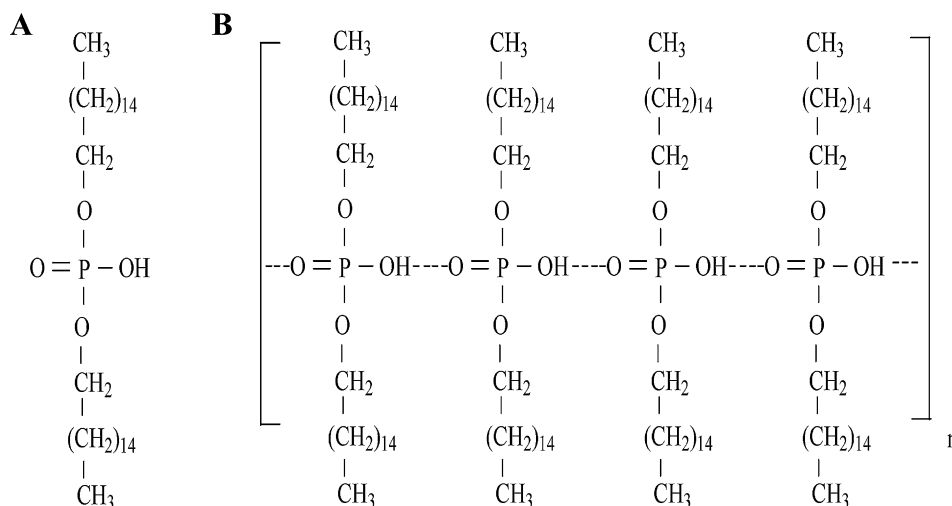 A B
CH3 CH3 CH3 CH3 CH3
(CH2)14 (CH2)14 (CH2)14 (CH2)14 (CH2)14
CH2 CH2 CH2 CH2 CH2
O O O O O
O = P – OH ---O = P – OH----O = P – OH----O = P – OH----O = P – OH ---
O O O O O
CH2 CH2 CH2 CH2 CH2
(CH2)14 (CH2)14 (CH2)14 (CH2)14 (CH2)14
CH3 CH3 CH3 CH3 CH3